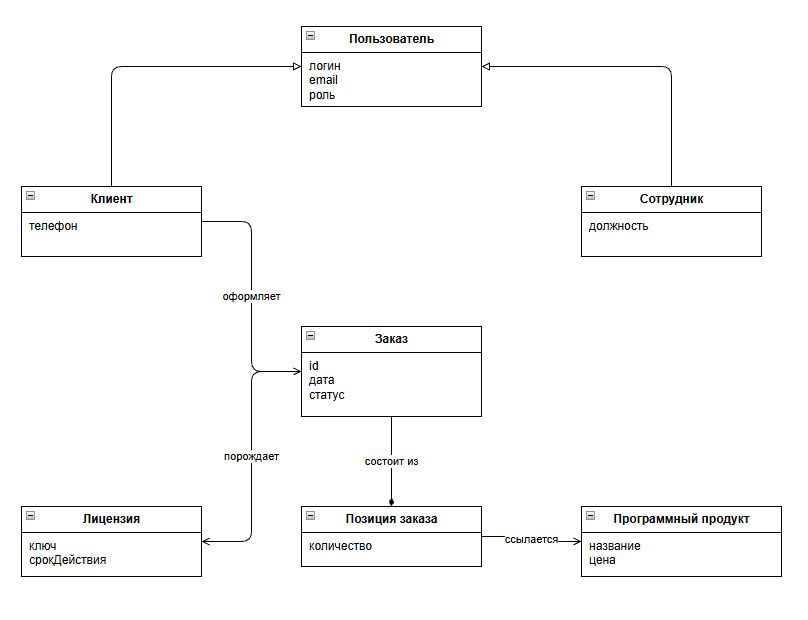 Пользователь
логин
email
роль
Клиент
телефон
Сотрудник
должность
оформляет
Заказ
id
дата
статус
порождает
состоит из
Лицензия
ключ
срокДействия
Позиция заказа
количество
ссылается
Программный продукт
название
цена